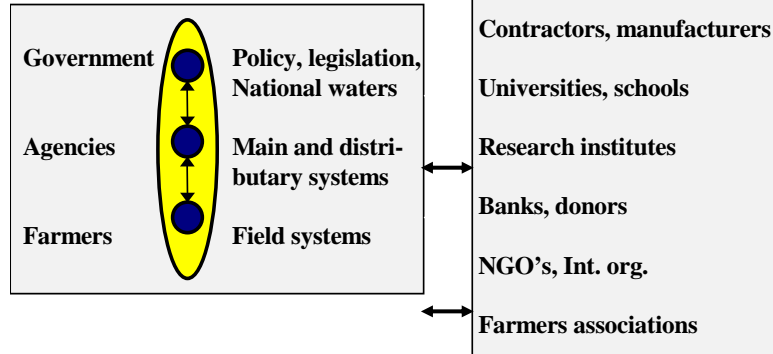 Government
Policy, legislation,
National waters
Agencies
Main and distri-
butary systems
Farmers
Field systems
Contractors, manufacturers
Universities, schools
Research institutes
Banks, donors
NGO's, Int. org.
Farmers associations